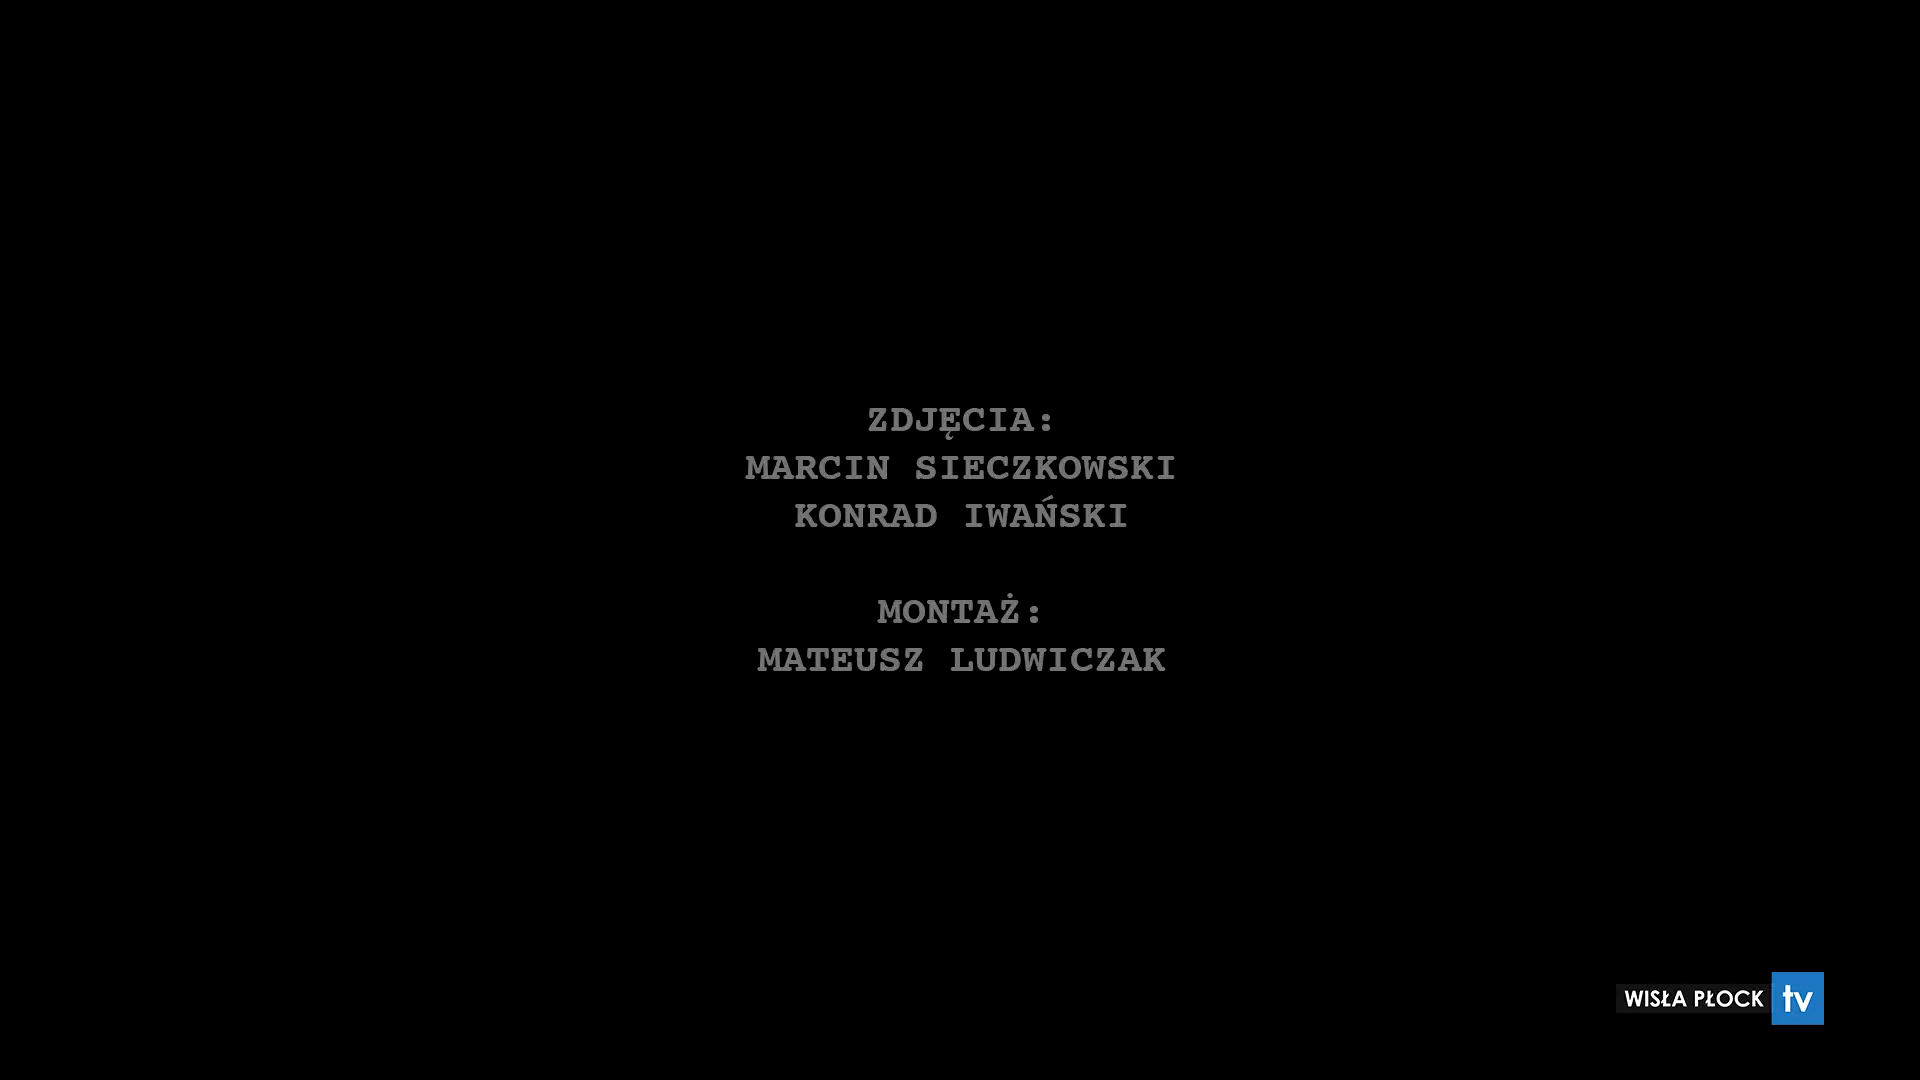 ZDJĘCIA:
MARCIN SIECZKOWSKI
KONRAD IWAŃSKI
MONTAŻ:
MATEUSZ LUDWICZAK
WISŁA PŁOCK tv